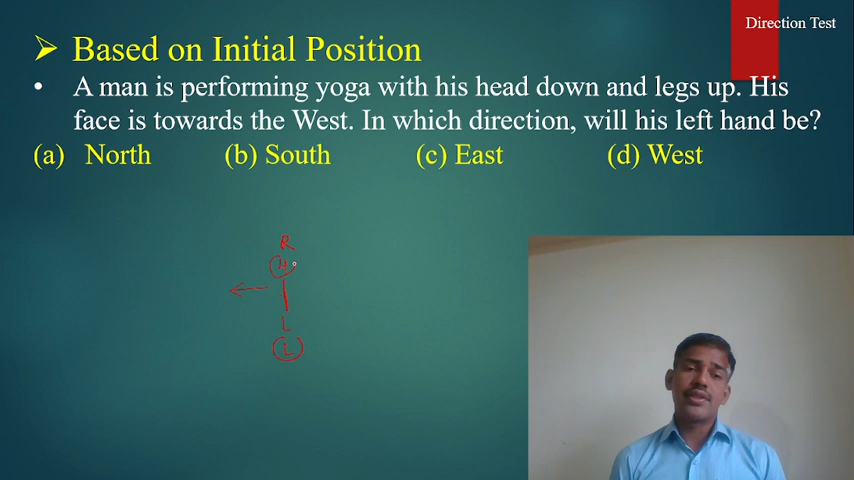 Direction Test
➢ Based on Initial Position
• A man is performing yoga with his head down and legs up. His
face is towards the West. In which direction, will his left hand be?
(a) North (b) South (c) East (d) West
R
L
L